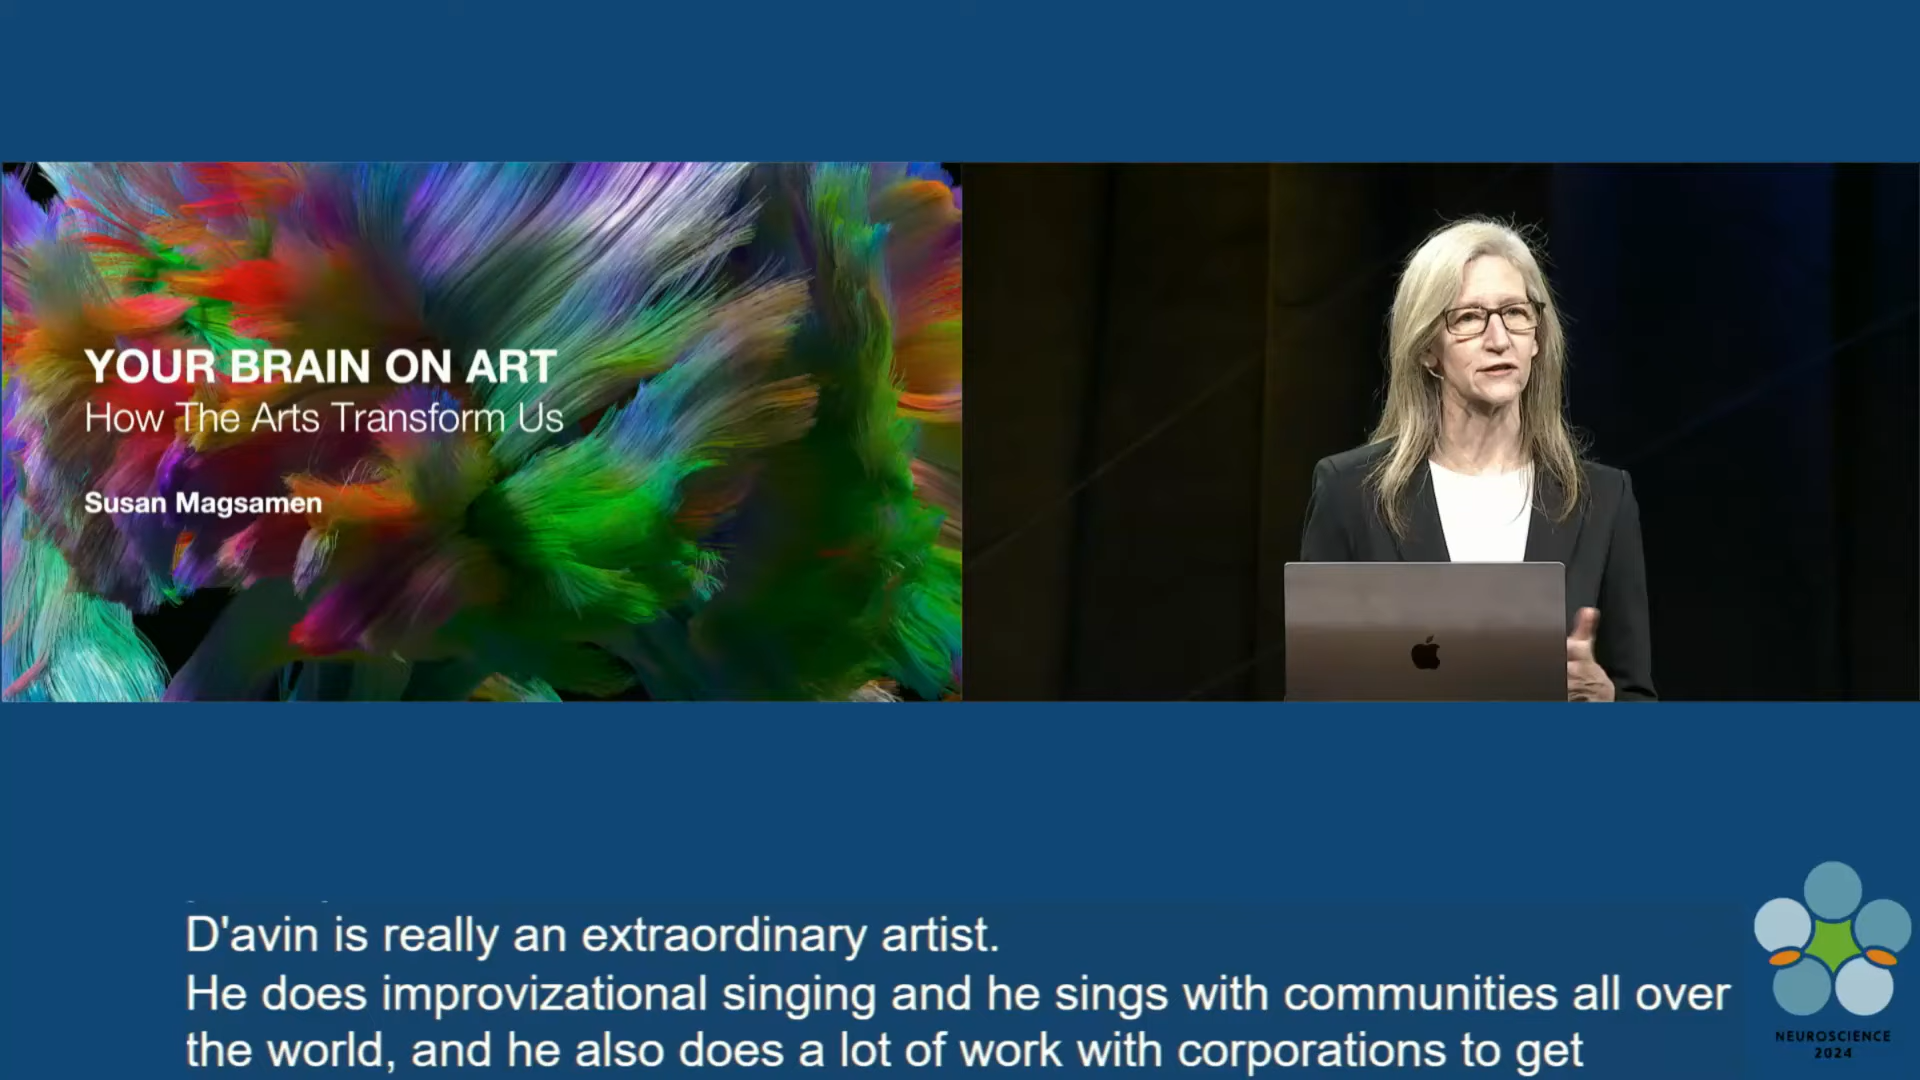 YOUR BRAIN ON ART
How The Arts Transform Us
Susan Magsamen
D'avin is really an extraordinary artist.
He does improvizational singing and he sings with communities all over
the world, and he also does a lot of work with corporations to get
NEUROSCIENCE
2024